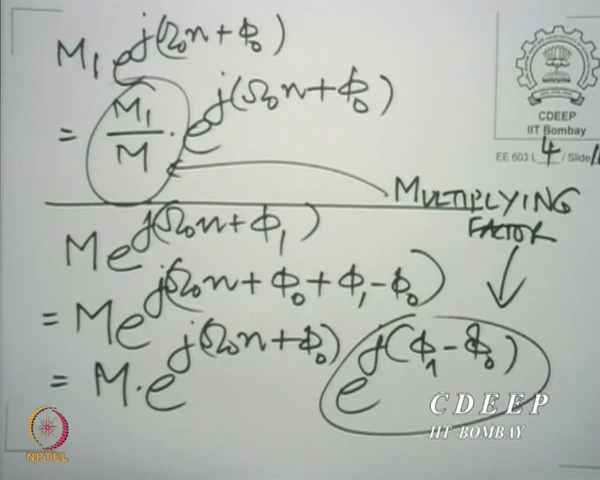 M₁ e^{j(Ω₀n + Φ₀)}
= M₁/M · e^{j(Ω₀n + Φ₀)}
CDEEP
IIT Bombay
EE 603 L 4 / Slide
MULTIPLYING
FACTOR
M e^{j(Ω₀n + Φ₁)}
= M e^{j(Ω₀n + Φ₀ + Φ₁ - Φ₀)}
= M · e^{j(Ω₀n + Φ₀)} e^{j(Φ₁ - Φ₀)}
CDEEP
IIT BOMBAY
NPTEL